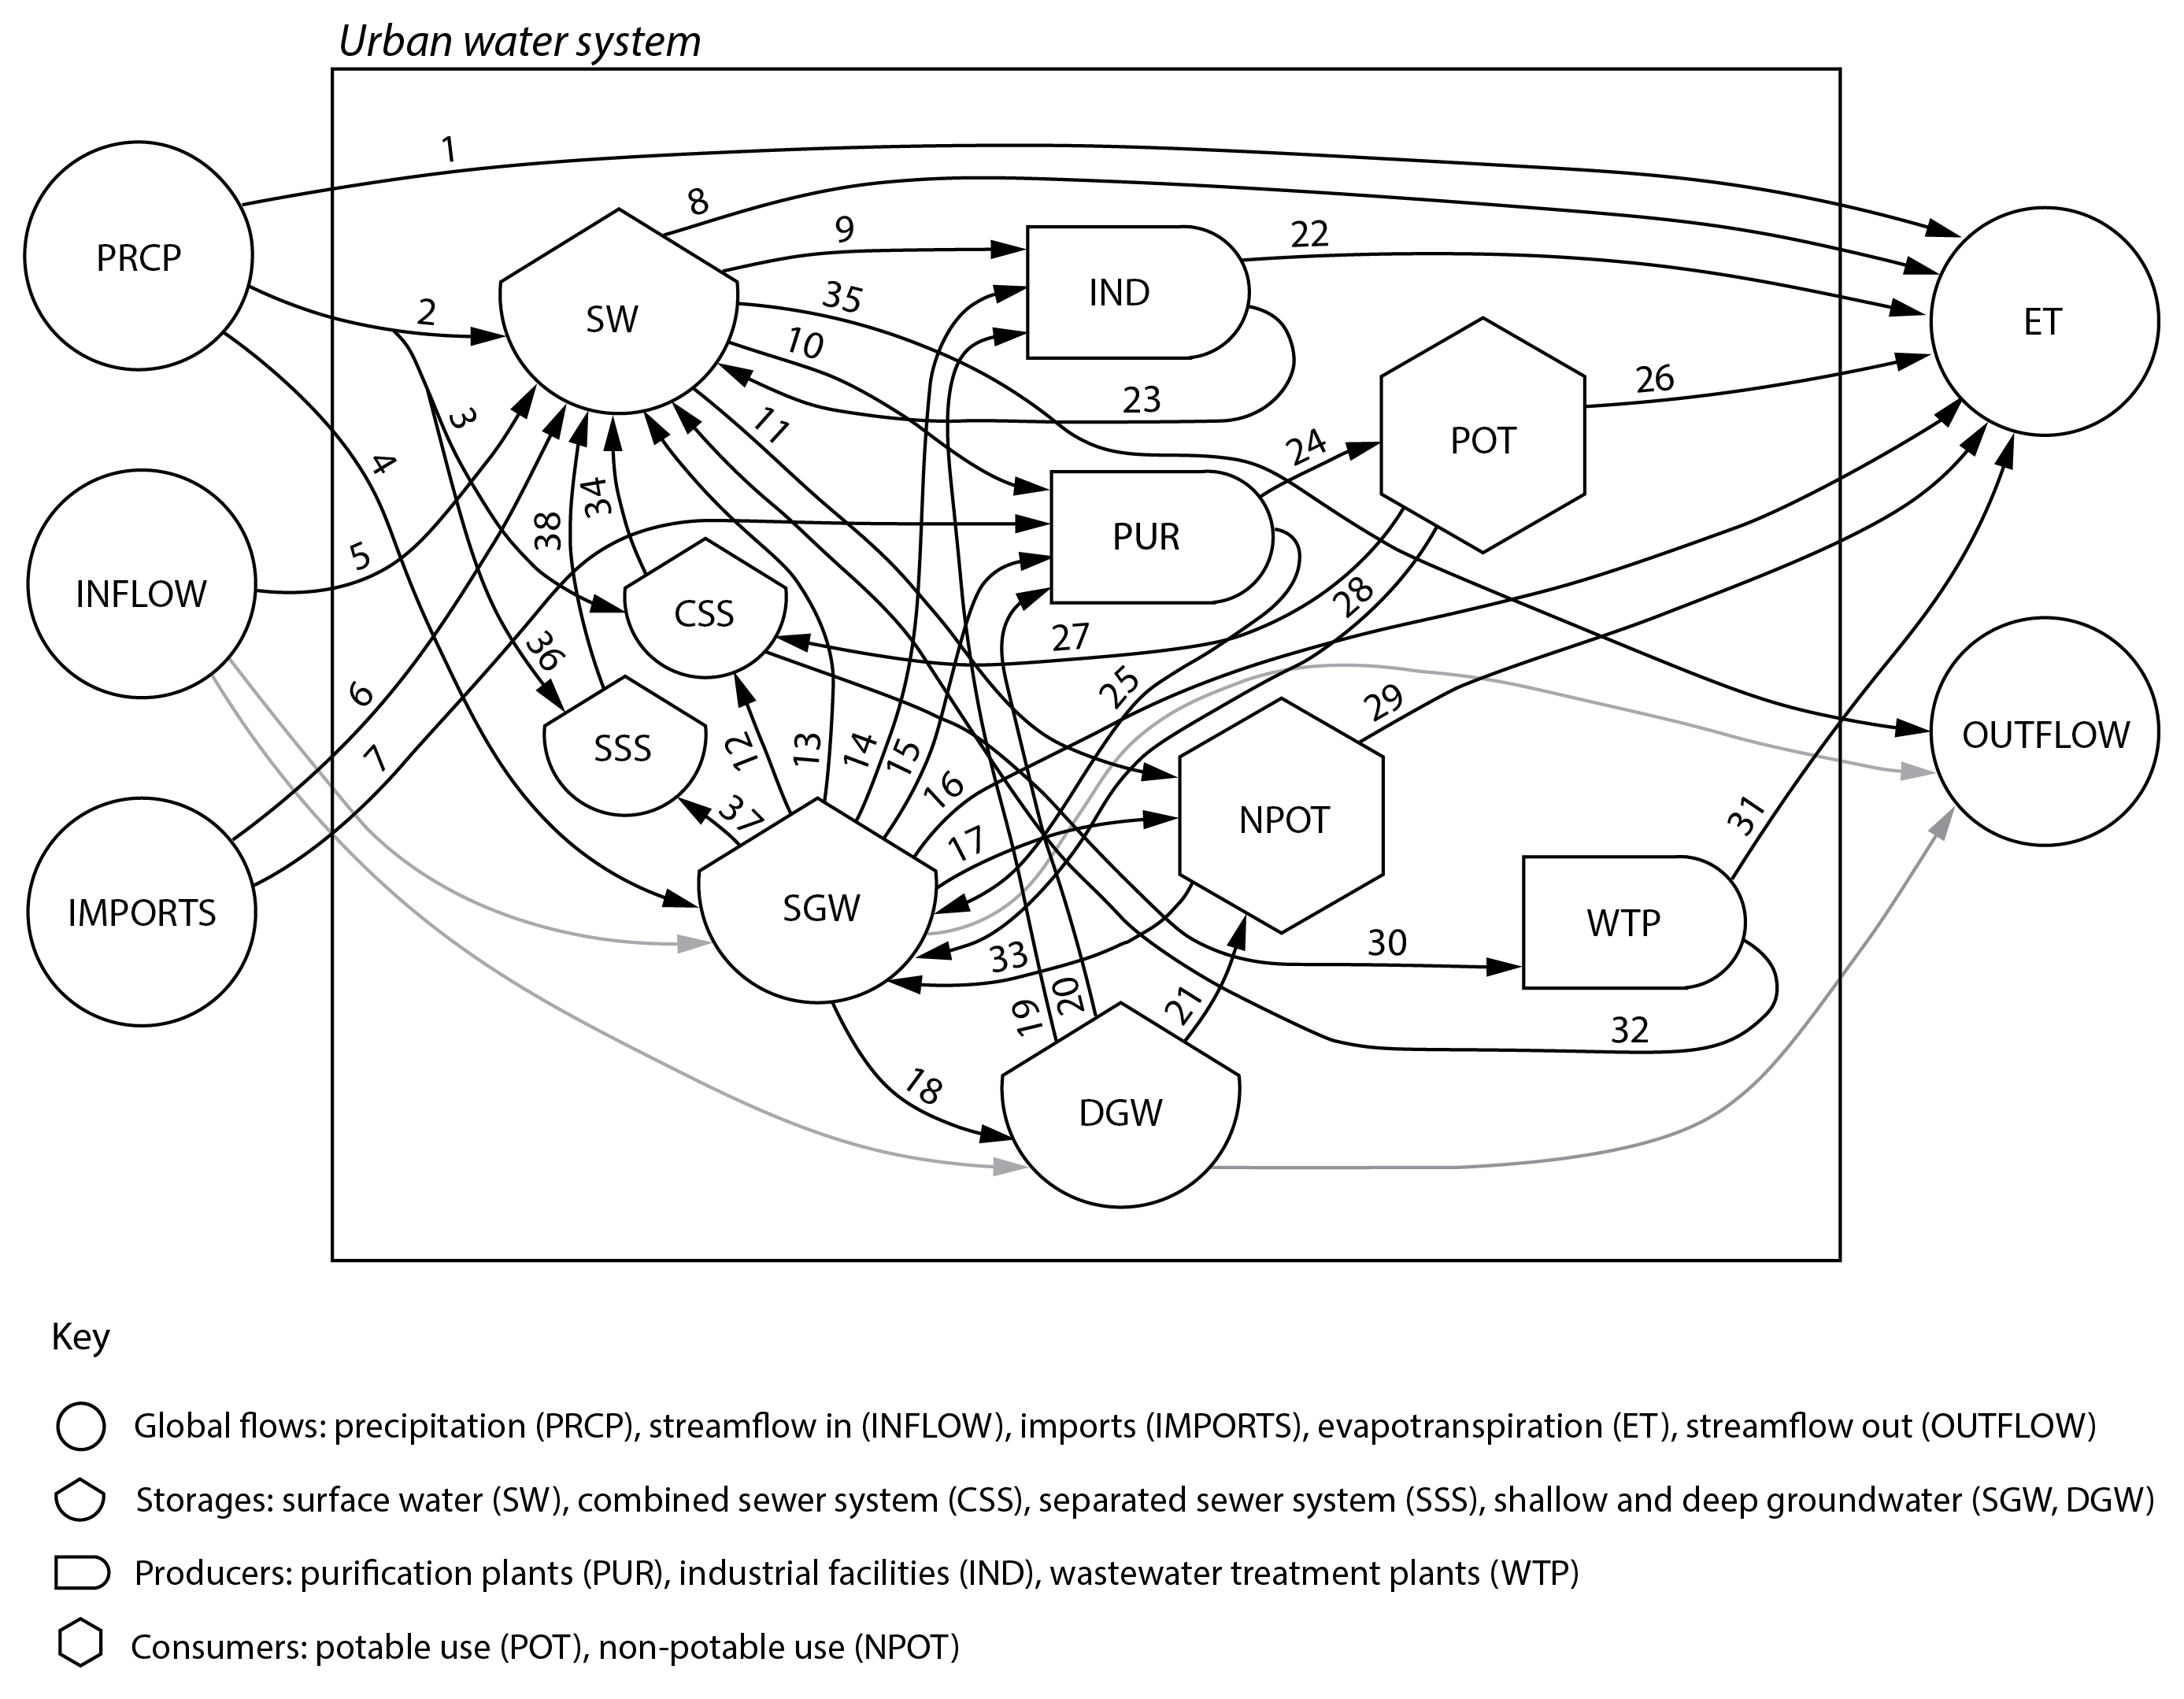 Urban water system
1
PRCP
8
9
22
SW
IND
ET
35
2
10
23
26
11
3
24
POT
4
34
38
PUR
5
INFLOW
CSS
28
27
36
25
6
29
OUTFLOW
SSS
7
12
13
14
15
16
37
17
NPOT
31
IMPORTS
SGW
WTP
33
30
19
20
21
32
18
DGW
Key
Global flows: precipitation (PRCP), streamflow in (INFLOW), imports (IMPORTS), evapotranspiration (ET), streamflow out (OUTFLOW)
Storages: surface water (SW), combined sewer system (CSS), separated sewer system (SSS), shallow and deep groundwater (SGW, DGW)
Producers: purification plants (PUR), industrial facilities (IND), wastewater treatment plants (WTP)
Consumers: potable use (POT), non-potable use (NPOT)